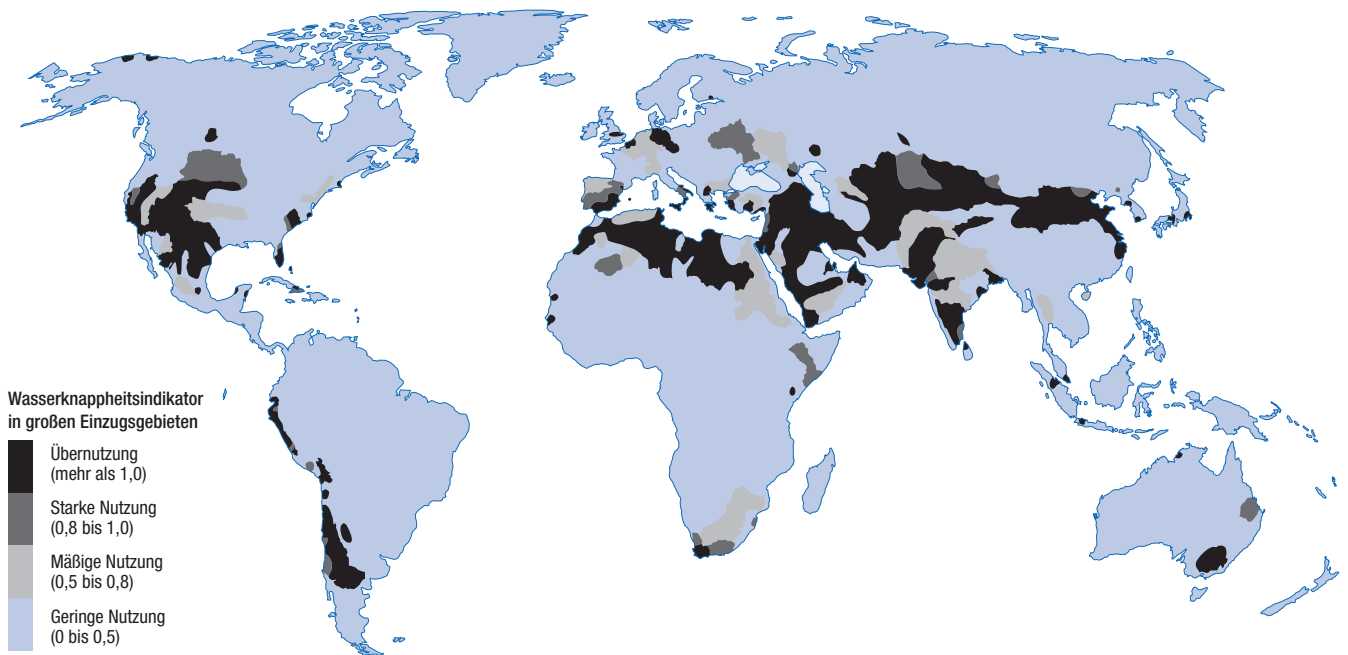 Wasserknappheitsindikator
in großen Einzugsgebieten
Übernutzung
(mehr als 1,0)
Starke Nutzung
(0,8 bis 1,0)
Mäßige Nutzung
(0,5 bis 0,8)
Geringe Nutzung
(0 bis 0,5)